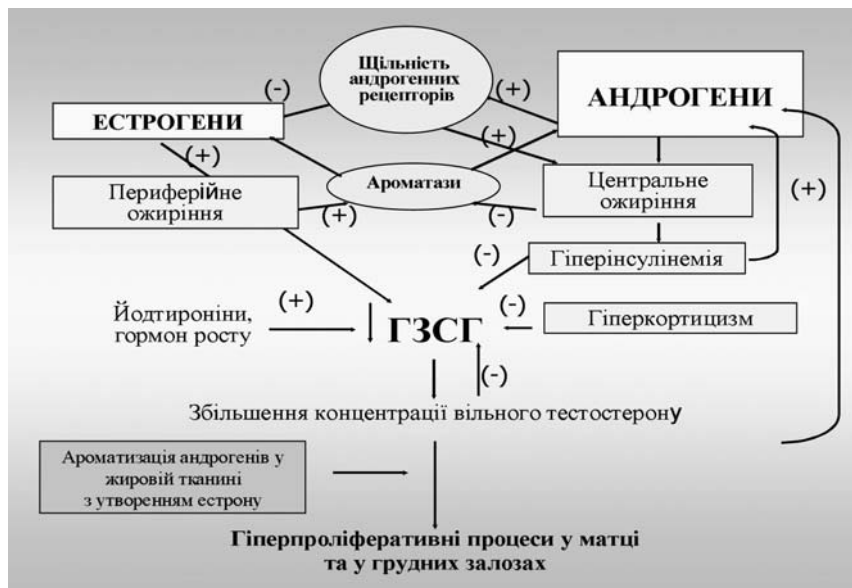 Щільність
андрогенних
рецепторів
(-)
(+)
АНДРОГЕНИ
ЕСТРОГЕНИ
(+)
(+)
Ароматази
Периферійне
ожиріння
(+)
(-)
Центральне
ожиріння
(+)
(-)
Гіперінсулінемія
Йодтироніни,
гормон росту
(+)
ГЗСГ
(-)
Гіперкортицизм
(-)
Збільшення концентрації вільного тестостерону
Ароматизація андрогенів у
жировій тканині
з утворенням естрону
Гіперпроліферативні процеси у матці
та у грудних залозах